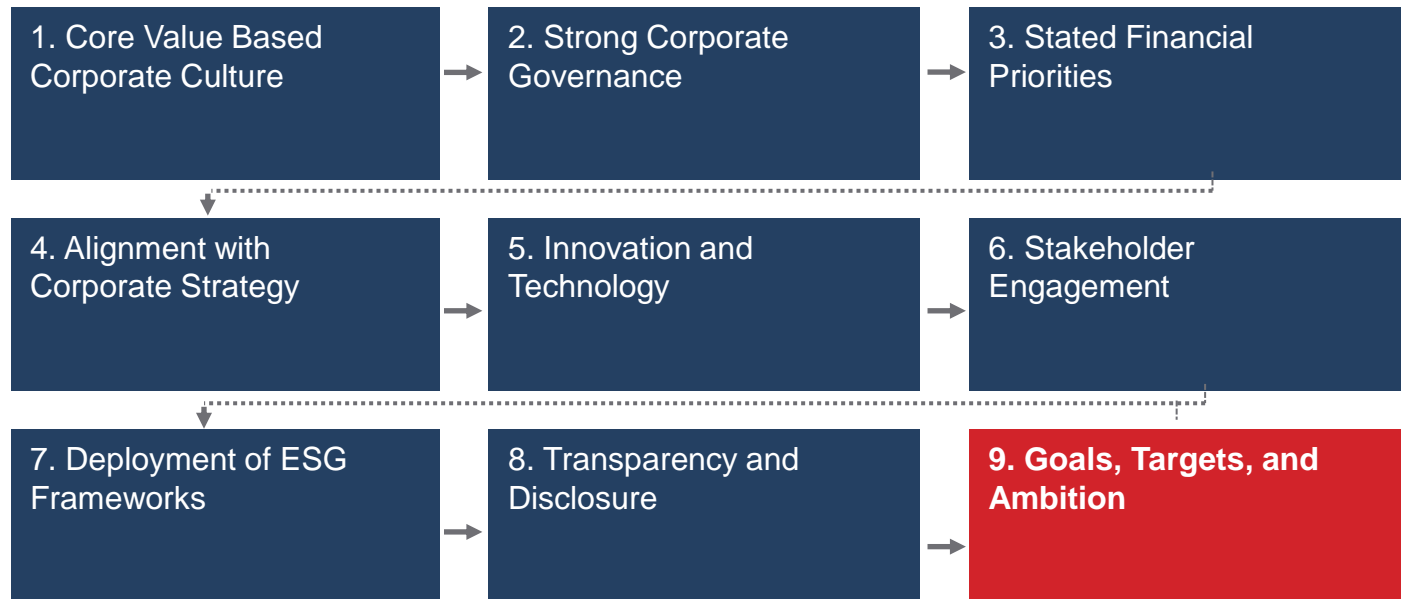 1. Core Value Based
Corporate Culture
2. Strong Corporate
Governance
3. Stated Financial
Priorities
4. Alignment with
Corporate Strategy
5. Innovation and
Technology
6. Stakeholder
Engagement
7. Deployment of ESG
Frameworks
8. Transparency and
Disclosure
9. Goals, Targets, and
Ambition